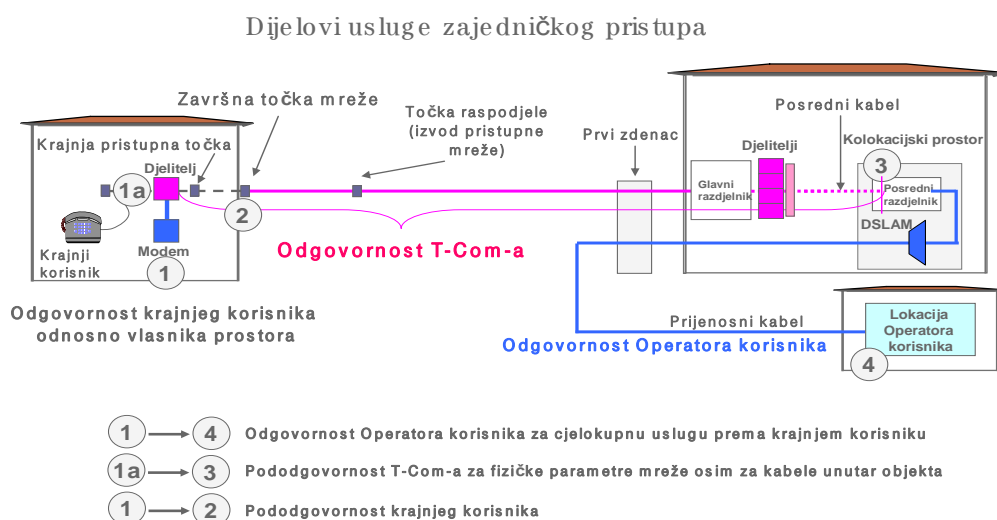 Dijelovi usluge zajedničkog pristupa
Završna točka mreže
Točka raspodjele
(izvod pristupne
mreže)
Prvi zdenac
Posredni kabel
Krajnja pristupna točka
Djelitelj
Djelitelji
Kolokacijski prostor
3
1a
Glavni
razdjelnik
Posredni
razdjelnik
2
DSLAM
Krajnji
korisnik
Modem
1
Odgovornost T-Com-a
Odgovornost krajnjeg korisnika
odnosno vlasnika prostora
Prijenosni kabel
Odgovornost Operatora korisnika
Lokacija
Operatora
korisnika
4
1 4 Odgovornost Operatora korisnika za cjelokupnu uslugu prema krajnjem korisniku
1a 3 Pododgovornost T-Com-a za fizičke parametre mreže osim za kabele unutar objekta
1 2 Pododgovornost krajnjeg korisnika